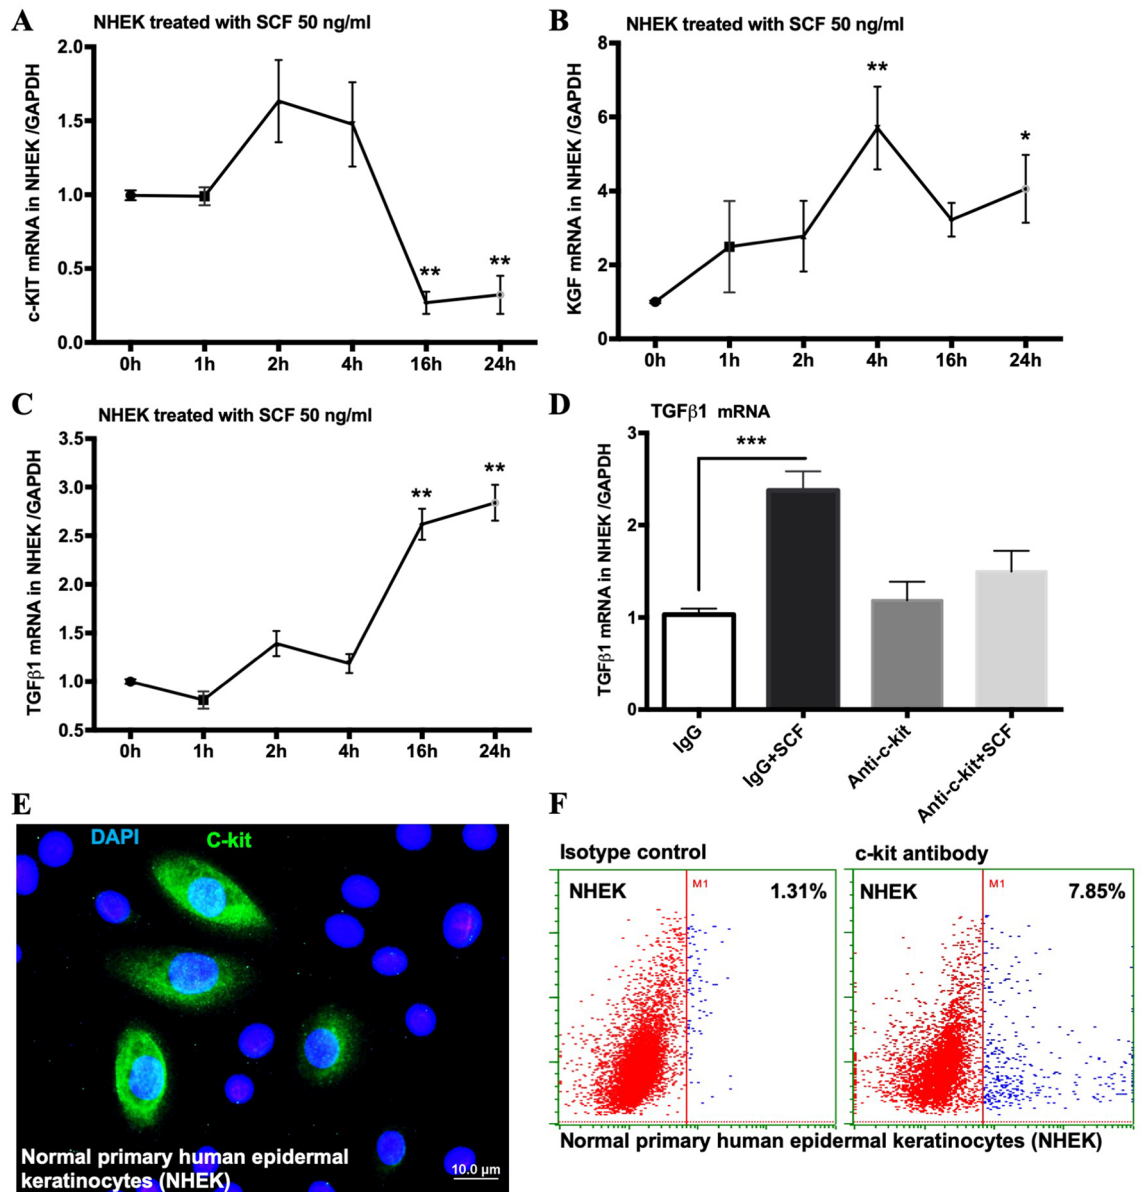 A
NHEK treated with SCF 50 ng/ml
c-KIT mRNA in NHEK /GAPDH
2.0
1.5
1.0
0.5
0.0
0h 1h 2h 4h 16h 24h
** **
B
NHEK treated with SCF 50 ng/ml
KGF mRNA in NHEK /GAPDH
8
6
4
2
0
0h 1h 2h 4h 16h 24h
** *
C
NHEK treated with SCF 50 ng/ml
TGFβ1 mRNA in NHEK /GAPDH
3.5
3.0
2.5
2.0
1.5
1.0
0.5
0h 1h 2h 4h 16h 24h
** **
D
TGFβ1 mRNA
TGFβ1 mRNA in NHEK /GAPDH
3
2
1
0
***
IgG
IgG+SCF
Anti-c-kit
Anti-c-kit+SCF
E
DAPI C-kit
Normal primary human epidermal
keratinocytes (NHEK)
10.0 µm
F
Isotype control
NHEK M1 1.31%
c-kit antibody
NHEK M1 7.85%
Normal primary human epidermal keratinocytes (NHEK)